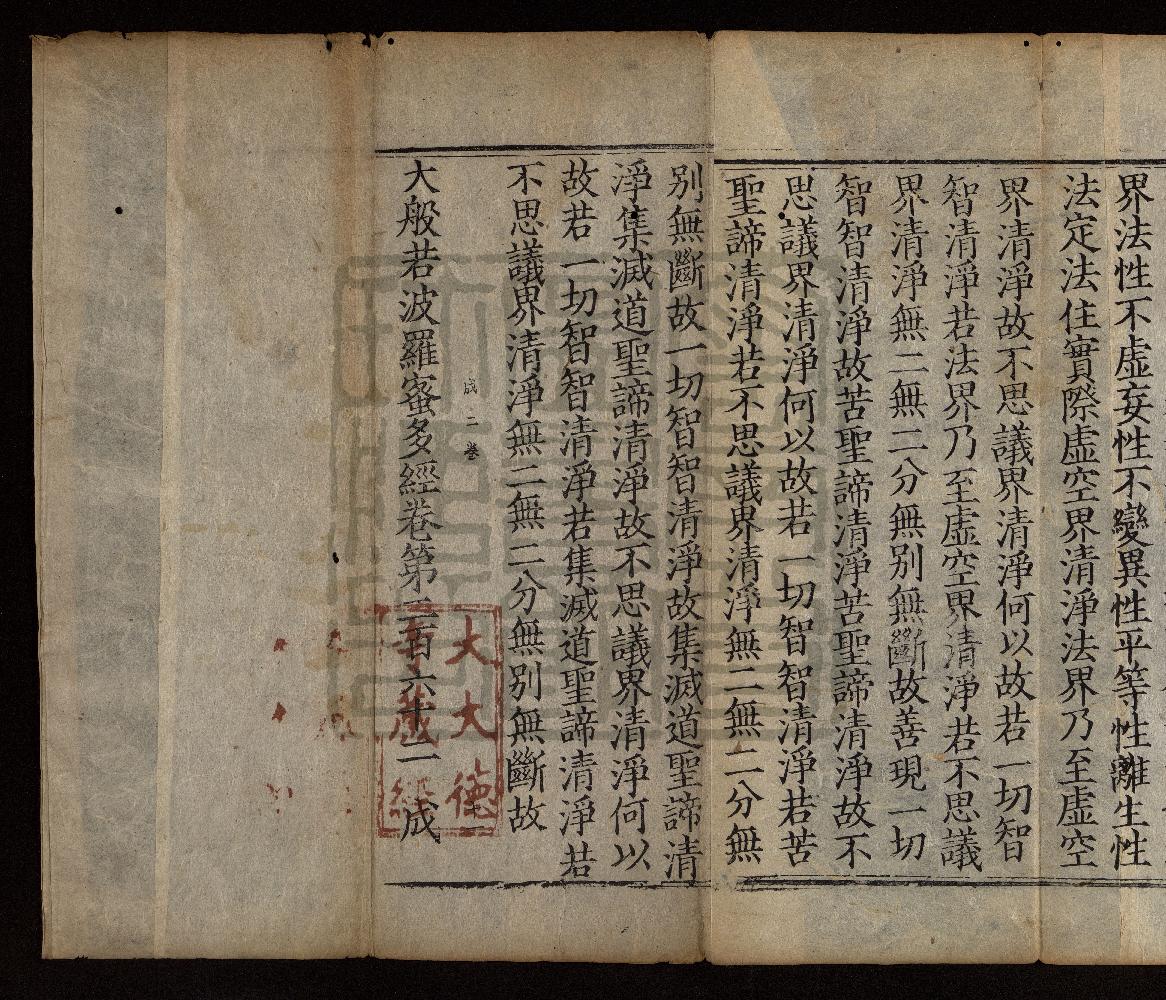 界法性不虛妄性不變異性平等性離生性
法定法住實際虛空界清淨法界乃至虛空
界清淨故不思議界清淨何以故若一切智
智清淨若法界乃至虛空界清淨若不思議
界清淨無二無二分無別無斷故善現一切
智智清淨故苦聖諦清淨苦聖諦清淨故不
思議界清淨何以故若一切智智清淨若苦
聖諦清淨若不思議界清淨無二無二分無
別無斷故一切智智清淨故集滅道聖諦清
淨集滅道聖諦清淨故不思議界清淨何以
故若一切智智清淨若集滅道聖諦清淨若
不思議界清淨無二無二分無別無斷故
成二卷
大般若波羅蜜多經卷第二百六十二 成二
大大德
藏經